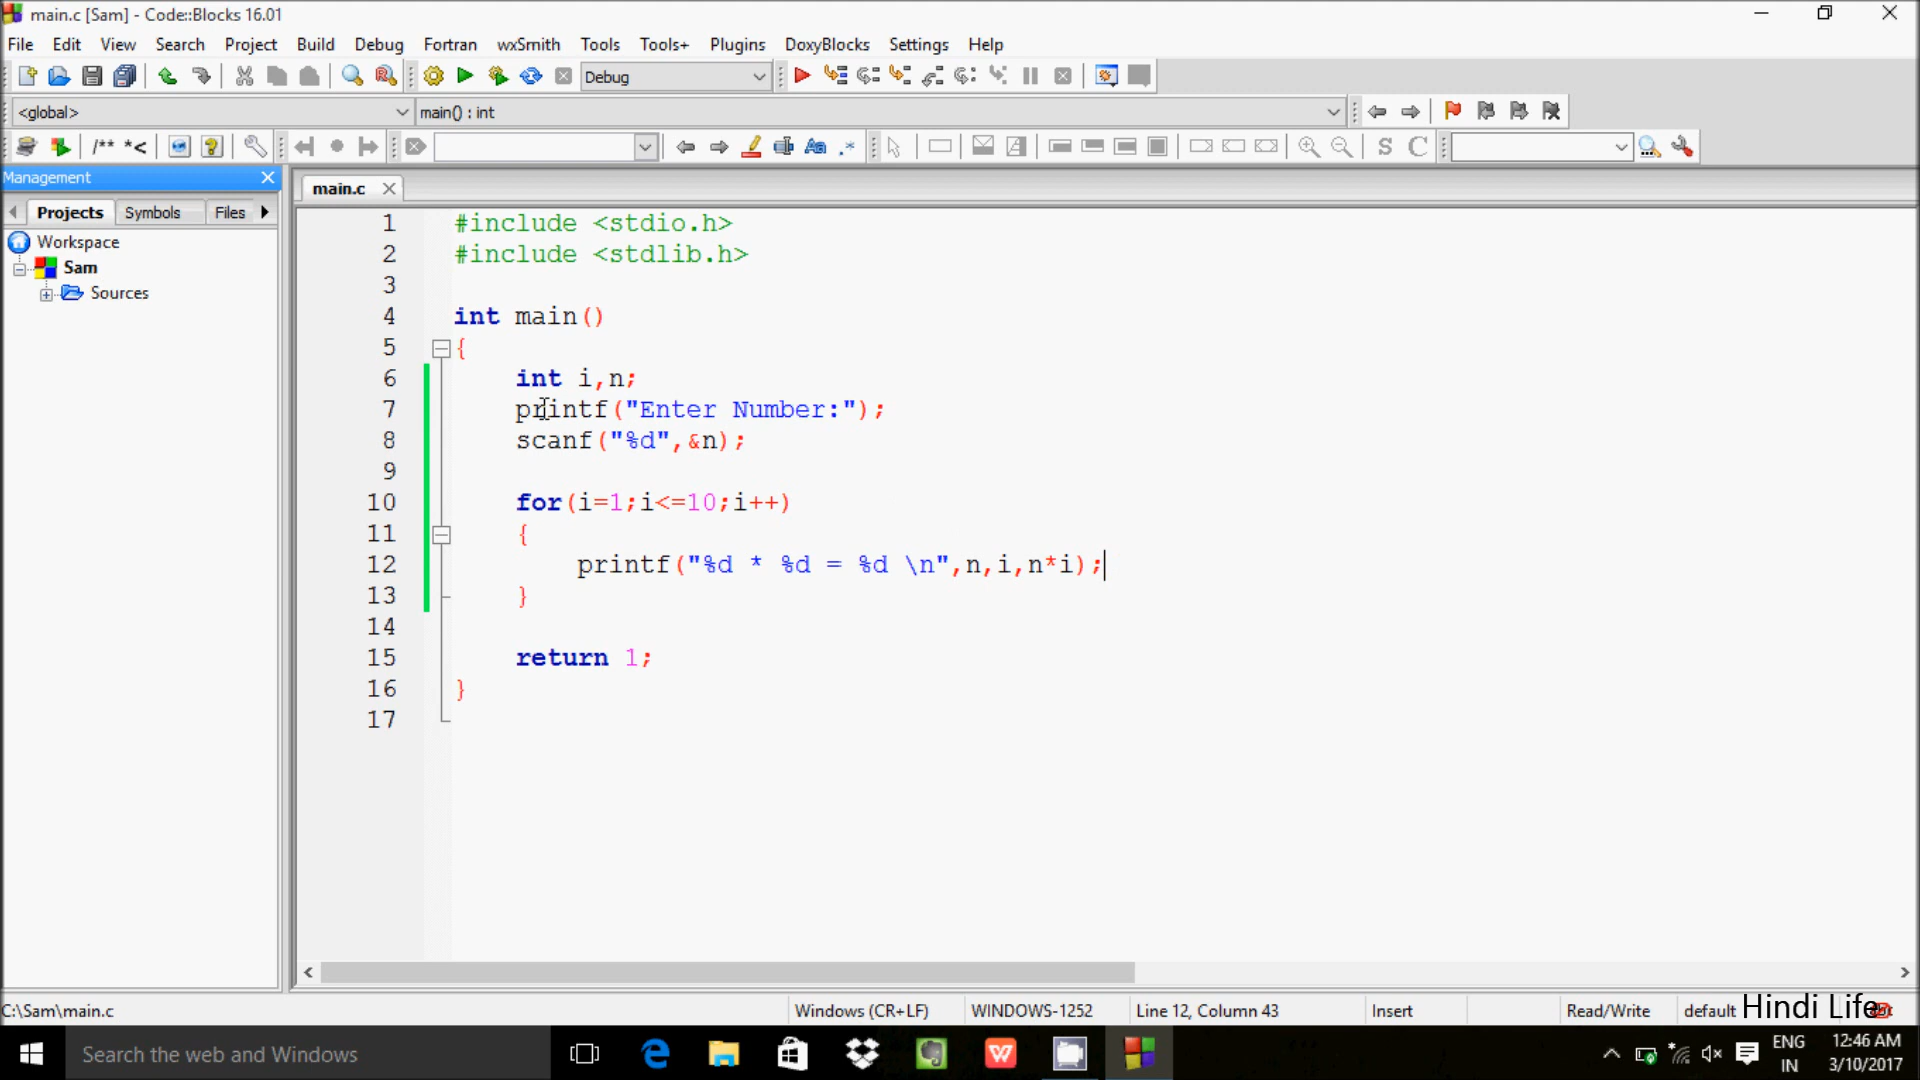 main.c [Sam] - Code::Blocks 16.01
File Edit View Search Project Build Debug Fortran wxSmith Tools Tools+ Plugins DoxyBlocks Settings Help
Debug
<global> main() : int
/** *<
S C
Management
Projects Symbols Files
Workspace
Sam
Sources
main.c
1 #include <stdio.h>
2 #include <stdlib.h>
3
4 int main()
5 {
6 int i,n;
7 printf("Enter Number:");
8 scanf("%d",&n);
9
10 for(i=1;i<=10;i++)
11 {
12 printf("%d * %d = %d \n",n,i,n*i);
13 }
14
15 return 1;
16 }
17
C:\Sam\main.c Windows (CR+LF) WINDOWS-1252 Line 12, Column 43 Insert Read/Write default Hindi Life
Search the web and Windows
ENG
IN
12:46 AM
3/10/2017